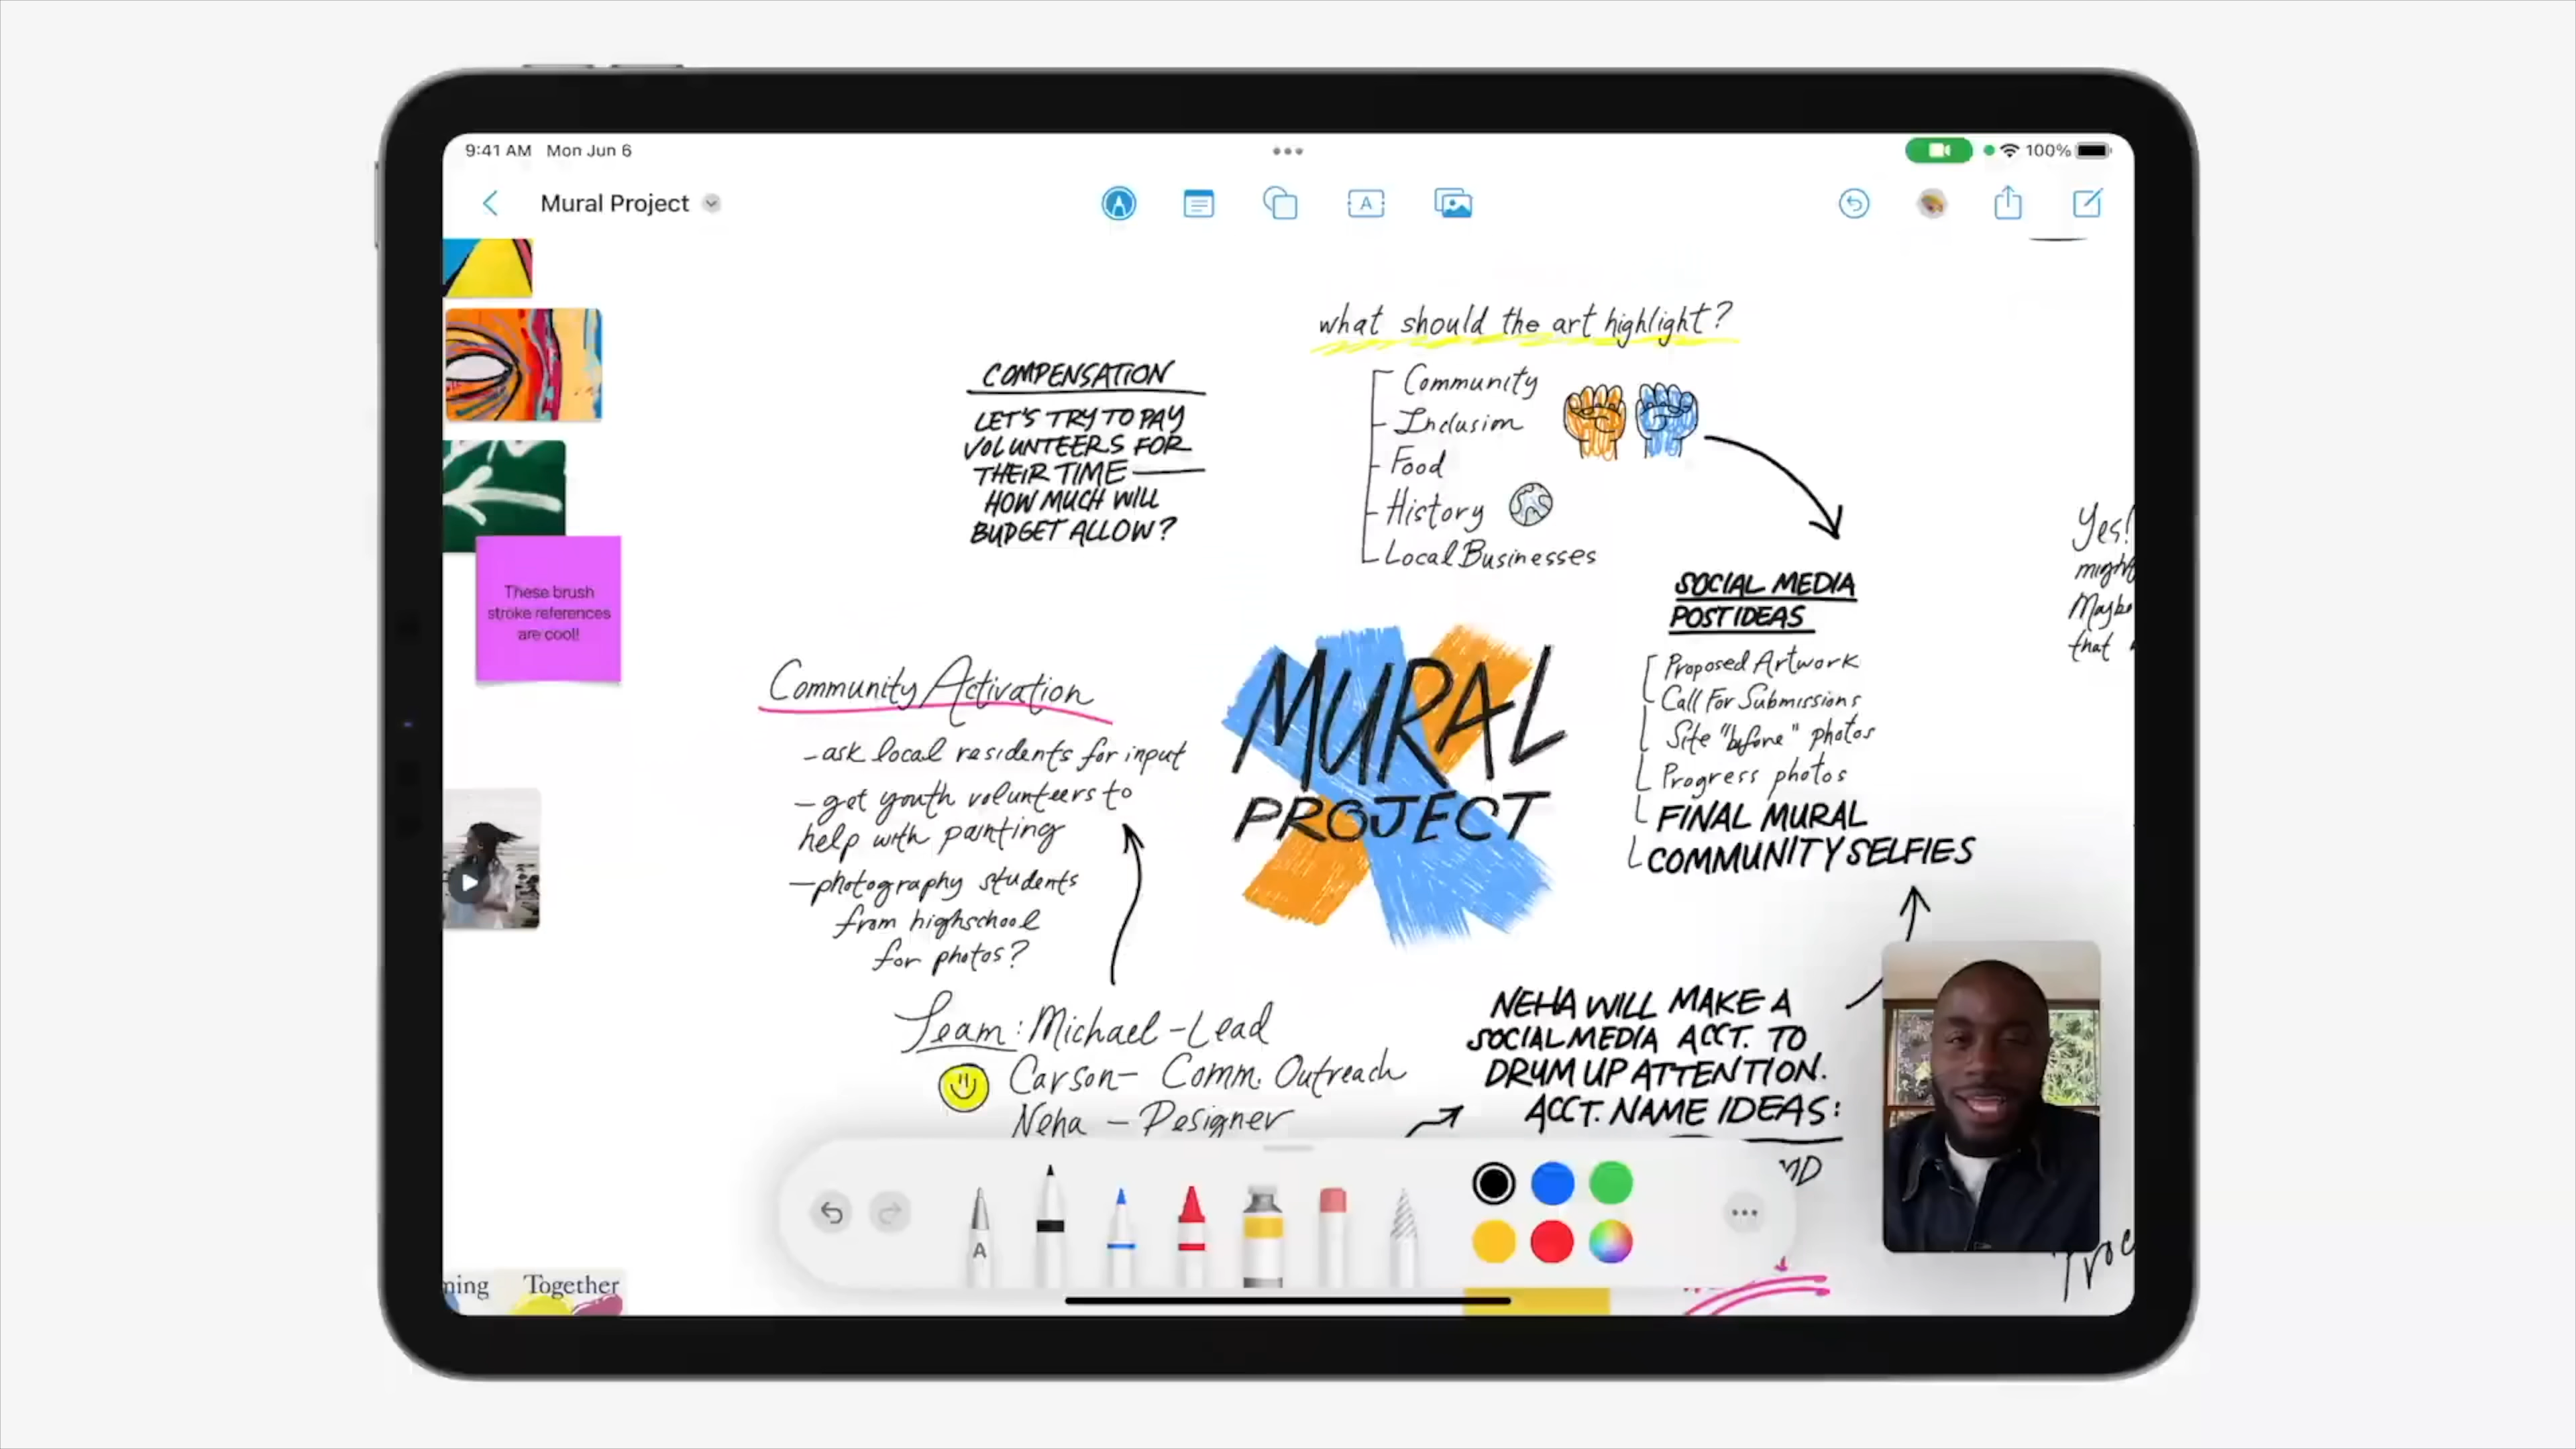 9:41 AM Mon Jun 6
100%
Mural Project
A
what should the art highlight?
Community
Inclusion
Food
History
Local Businesses
COMPENSATION
LET'S TRY TO PAY
VOLUNTEERS FOR
THEIR TIME —
HOW MUCH WILL
BUDGET ALLOW?
These brush
stroke references
are cool!
SOCIAL MEDIA
POST IDEAS
Proposed Artwork
Call For Submissions
Site "before" photos
Progress photos
FINAL MURAL
COMMUNITY SELFIES
Yes!
might
Maybe
that
Community Activation
- ask local residents for input
- get youth volunteers to
help with painting
- photography students
from highschool
for photos?
MURAL
PROJECT
Team: Michael - Lead
Carson - Comm. Outreach
Neha - Designer
NEHA WILL MAKE A
SOCIAL MEDIA ACCT. TO
DRUM UP ATTENTION.
ACCT. NAME IDEAS:
A
Together